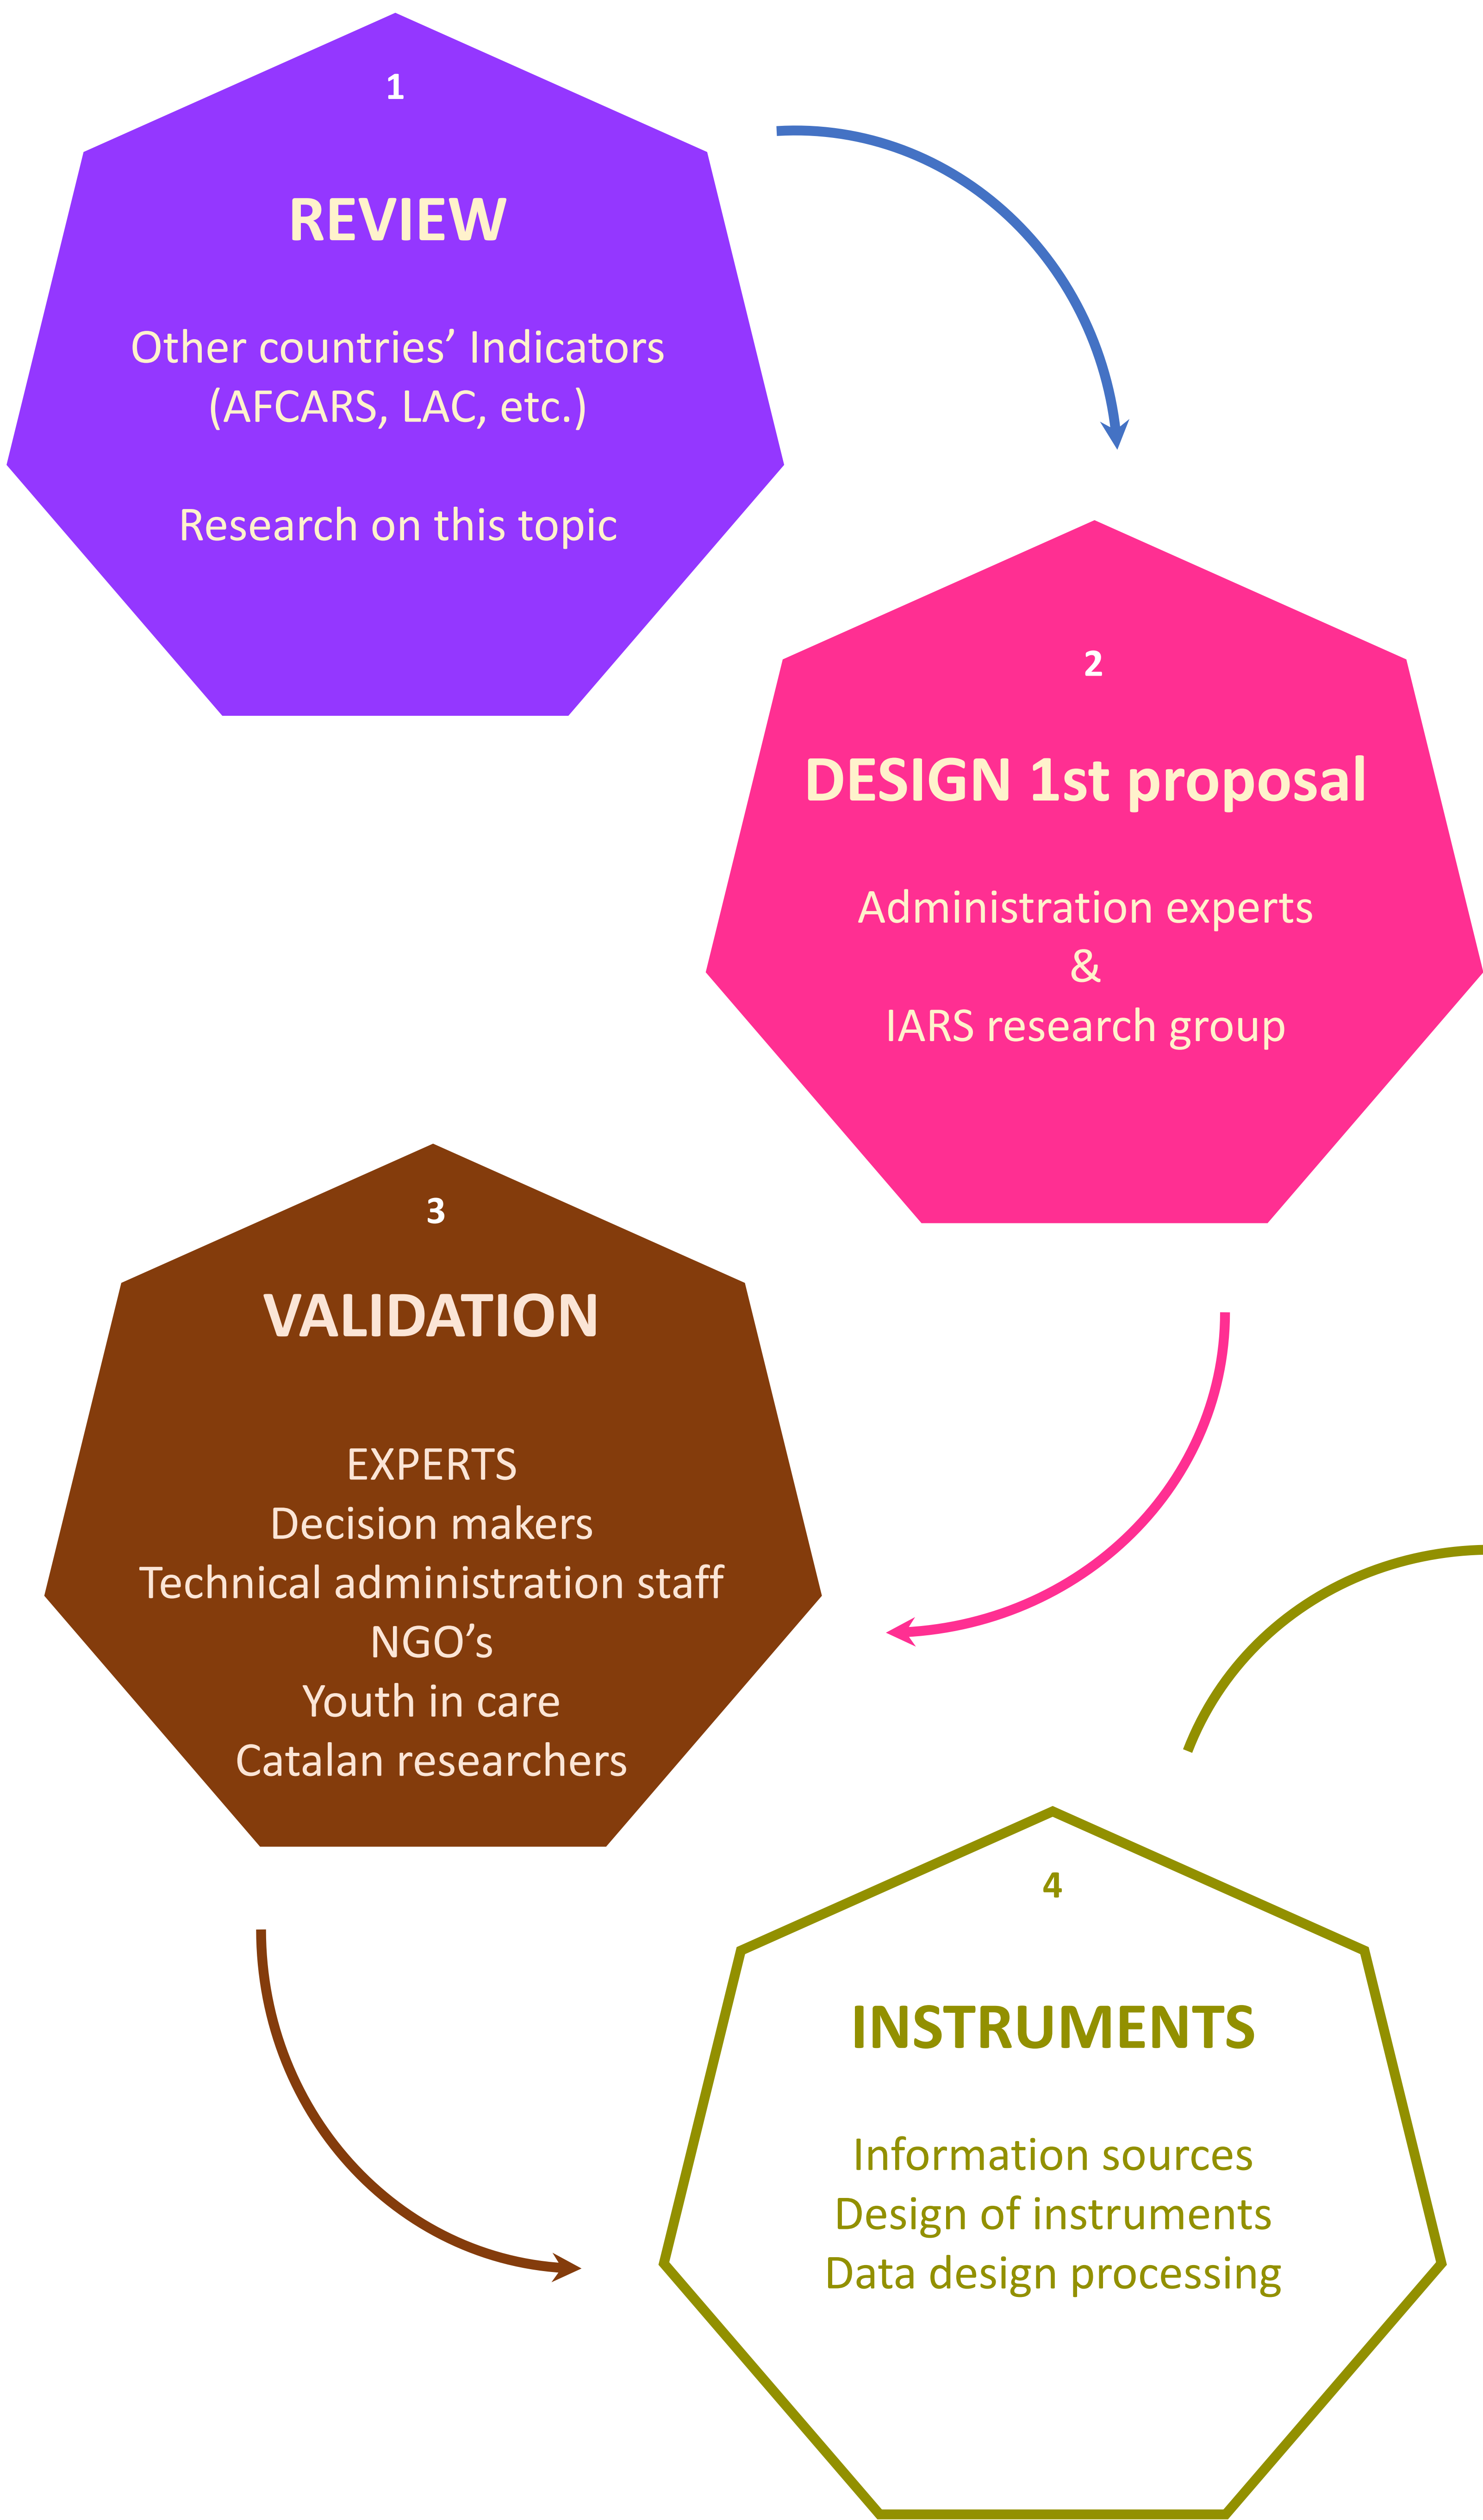 1
REVIEW
Other countries’ Indicators
(AFCARS, LAC, etc.)
Research on this topic
2
DESIGN 1st proposal
Administration experts
&
IARS research group
3
VALIDATION
EXPERTS
Decision makers
Technical administration staff
NGO’s
Youth in care
Catalan researchers
4
INSTRUMENTS
Information sources
Design of instruments
Data design processing